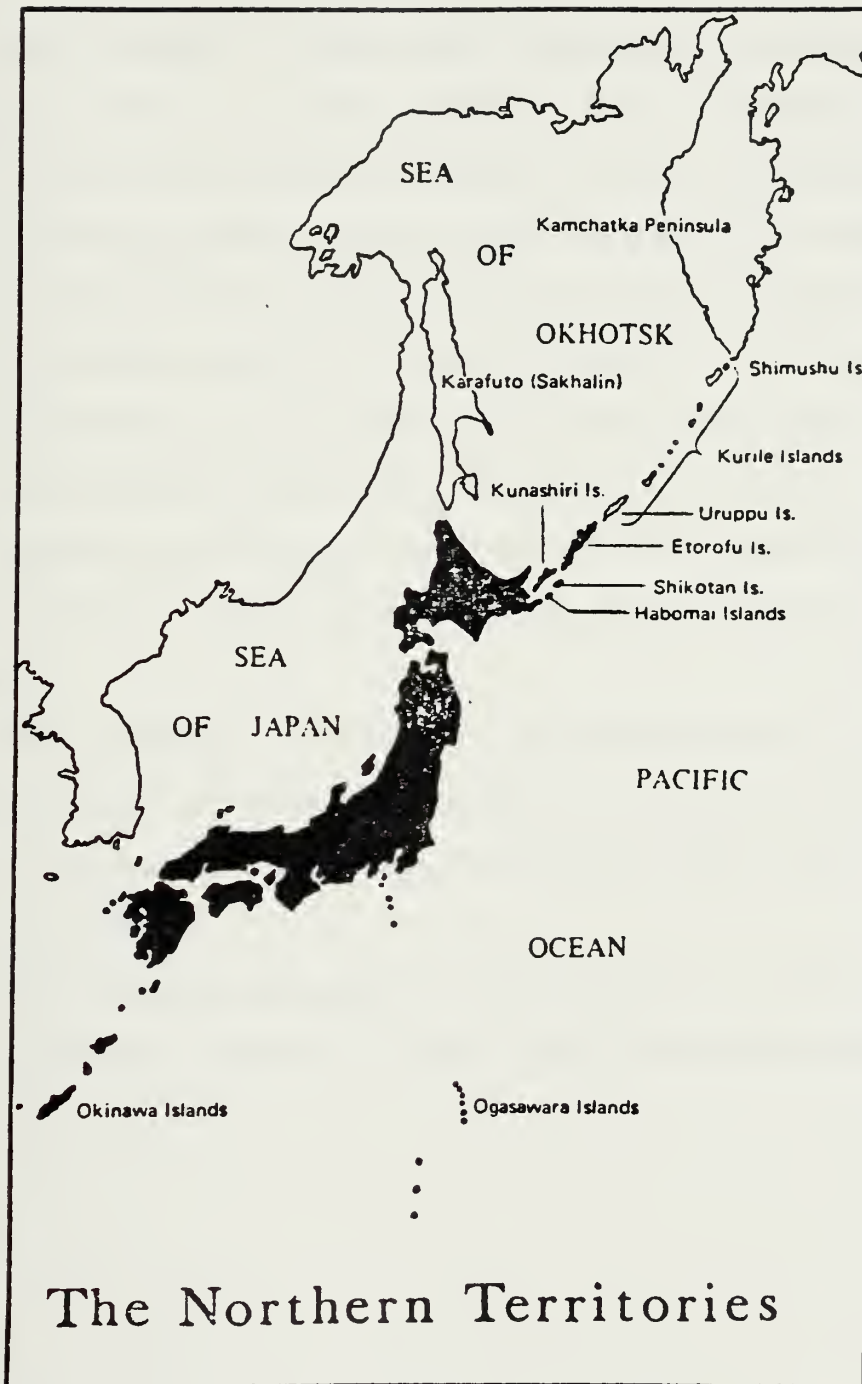 SEA
OF
OKHOTSK
Kamchatka Peninsula
Karafuto (Sakhalin)
Shimushu Is
Kurile Islands
Kunashiri Is.
Uruppu Is.
Etorofu Is.
Shikotan Is.
Habomai Islands
SEA
OF JAPAN
PACIFIC
OCEAN
Okinawa Islands
Ogasawara Islands
The Northern Territories